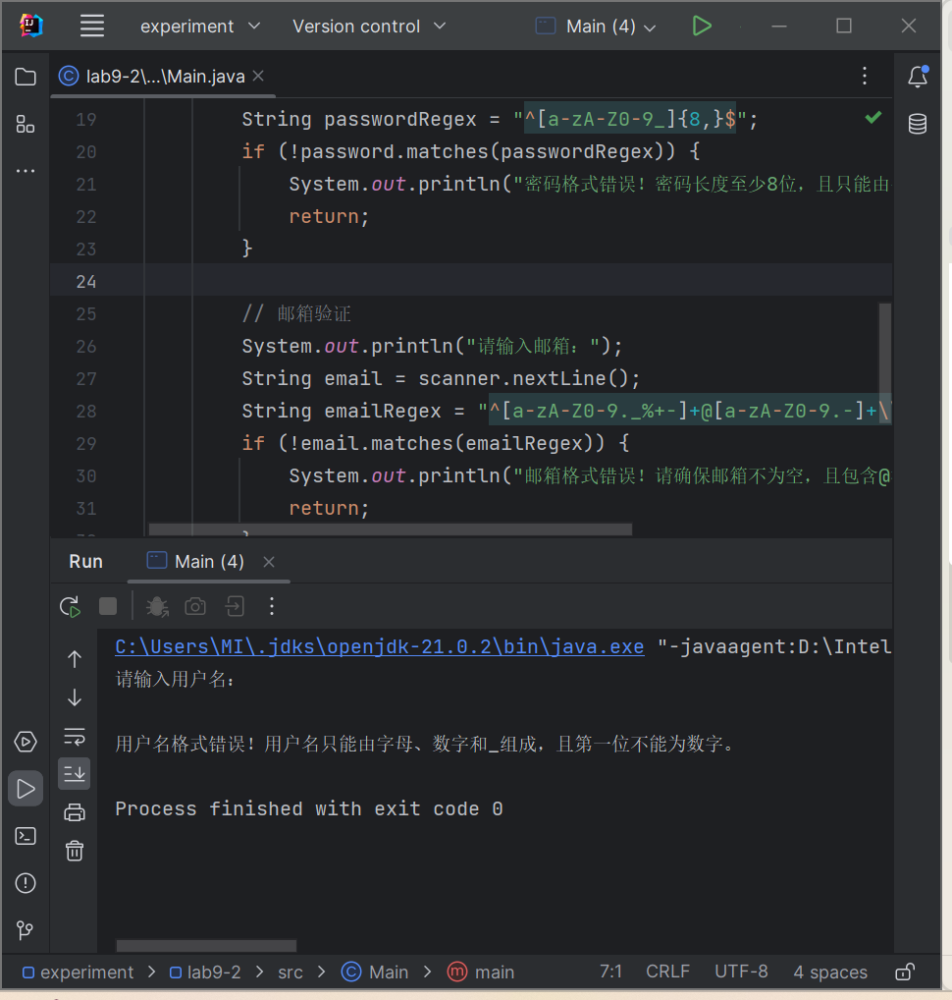 experiment Version control Main (4)
lab9-2\...\Main.java
19 String passwordRegex = "^[a-zA-Z0-9_]{8,}$";
20 if (!password.matches(passwordRegex)) {
21 System.out.println("密码格式错误！密码长度至少8位，且只能由
22 return;
23 }
24
25 // 邮箱验证
26 System.out.println("请输入邮箱：");
27 String email = scanner.nextLine();
28 String emailRegex = "^[a-zA-Z0-9._%+-]+@[a-zA-Z0-9.-]+\
29 if (!email.matches(emailRegex)) {
30 System.out.println("邮箱格式错误！请确保邮箱不为空，且包含@
31 return;
Run Main (4)
C:\Users\MI\.jdks\openjdk-21.0.2\bin\java.exe "-javaagent:D:\Intel
请输入用户名：
用户名格式错误！用户名只能由字母、数字和_组成，且第一位不能为数字。
Process finished with exit code 0
experiment > lab9-2 > src > Main > main 7:1 CRLF UTF-8 4 spaces